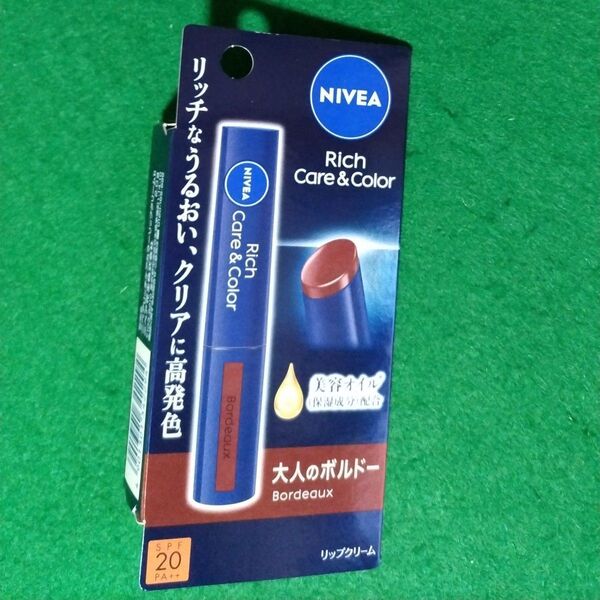 リッチなうるおい、クリアに高発色
NIVEA
Rich
Care & Color
NIVEA
Rich
Care & Color
Bordeaux
美容オイル
(保湿成分)配合
大人のボルドー
Bordeaux
SPF
20
PA++
リップクリーム